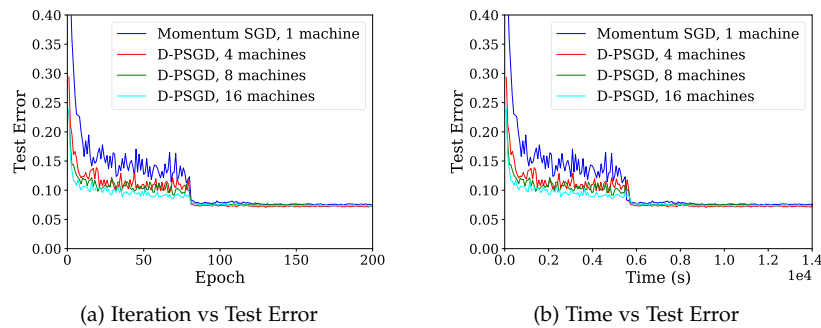 0.40
0.35
0.30
0.25
0.20
0.15
0.10
0.05
0.00
Test Error
Momentum SGD, 1 machine
D-PSGD, 4 machines
D-PSGD, 8 machines
D-PSGD, 16 machines
0 50 100 150 200
Epoch
(a) Iteration vs Test Error
0.40
0.35
0.30
0.25
0.20
0.15
0.10
0.05
0.00
Test Error
Momentum SGD, 1 machine
D-PSGD, 4 machines
D-PSGD, 8 machines
D-PSGD, 16 machines
0.0 0.2 0.4 0.6 0.8 1.0 1.2 1.4
1e4
Time (s)
(b) Time vs Test Error